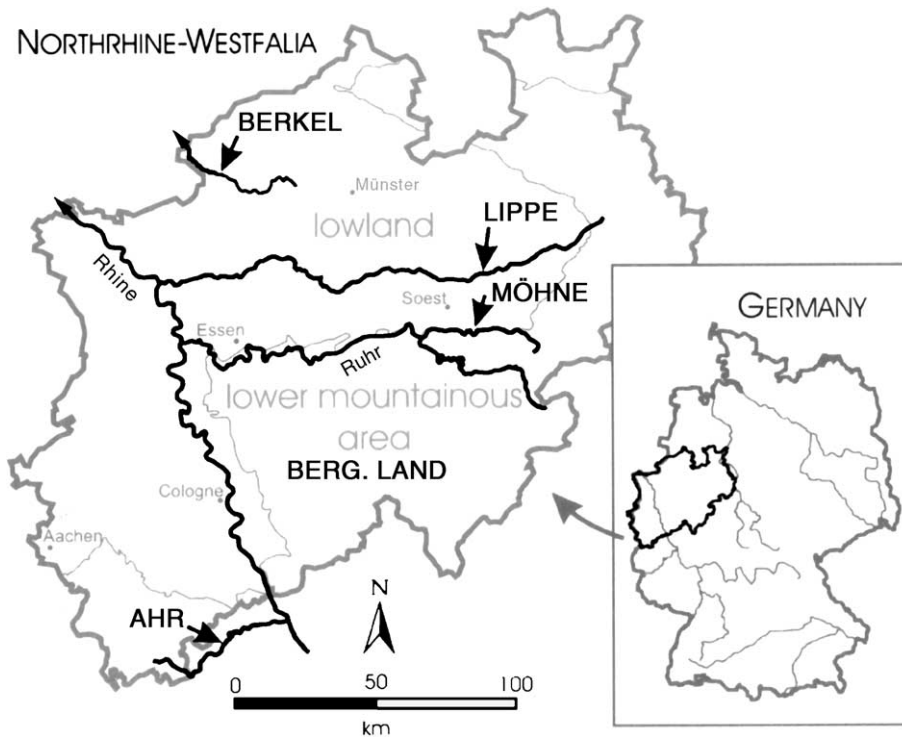 NORTHRHINE-WESTFALIA
BERKEL
Münster
lowland
LIPPE
Rhine
MÖHNE
Soest
Essen
Ruhr
lower mountainous
area
BERG. LAND
Cologne
Aachen
AHR
N
0 50 100
km
GERMANY